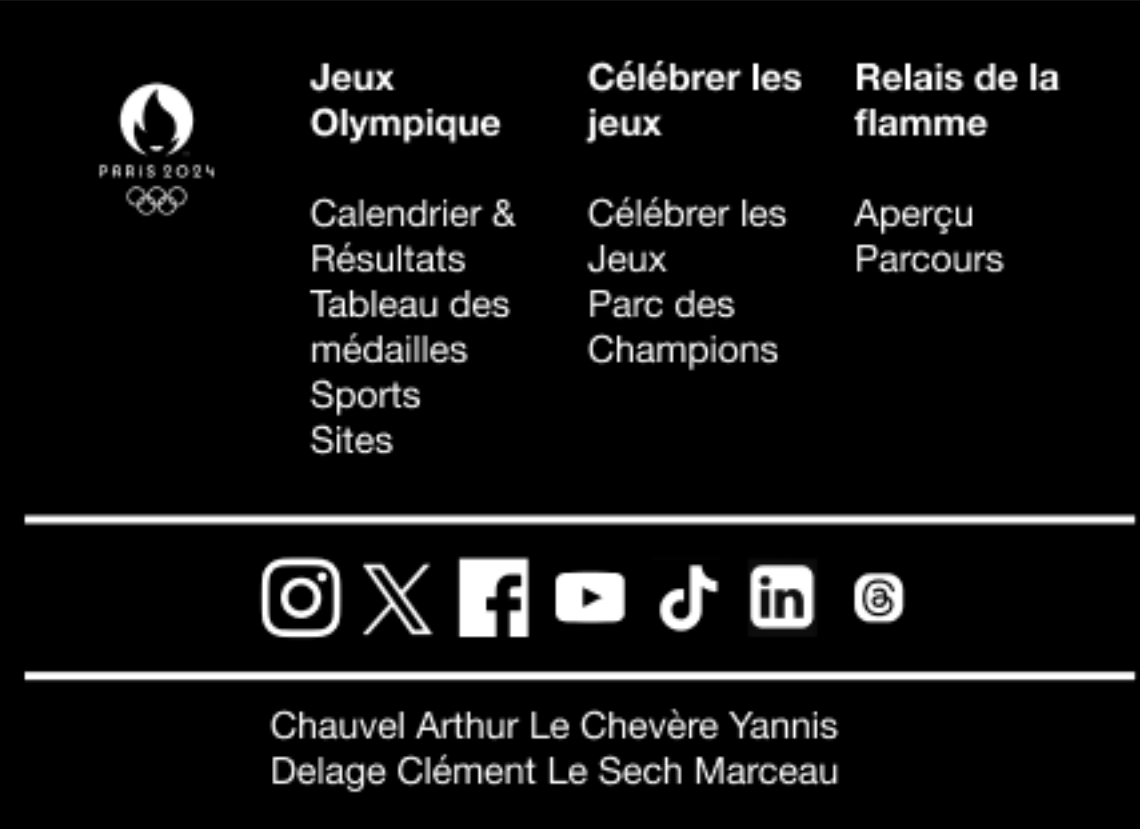 PARIS 2024
Jeux
Olympique
Calendrier &
Résultats
Tableau des
médailles
Sports
Sites
Célébrer les
jeux
Célébrer les
Jeux
Parc des
Champions
Relais de la
flamme
Aperçu
Parcours
in
Chauvel Arthur Le Chevère Yannis
Delage Clément Le Sech Marceau